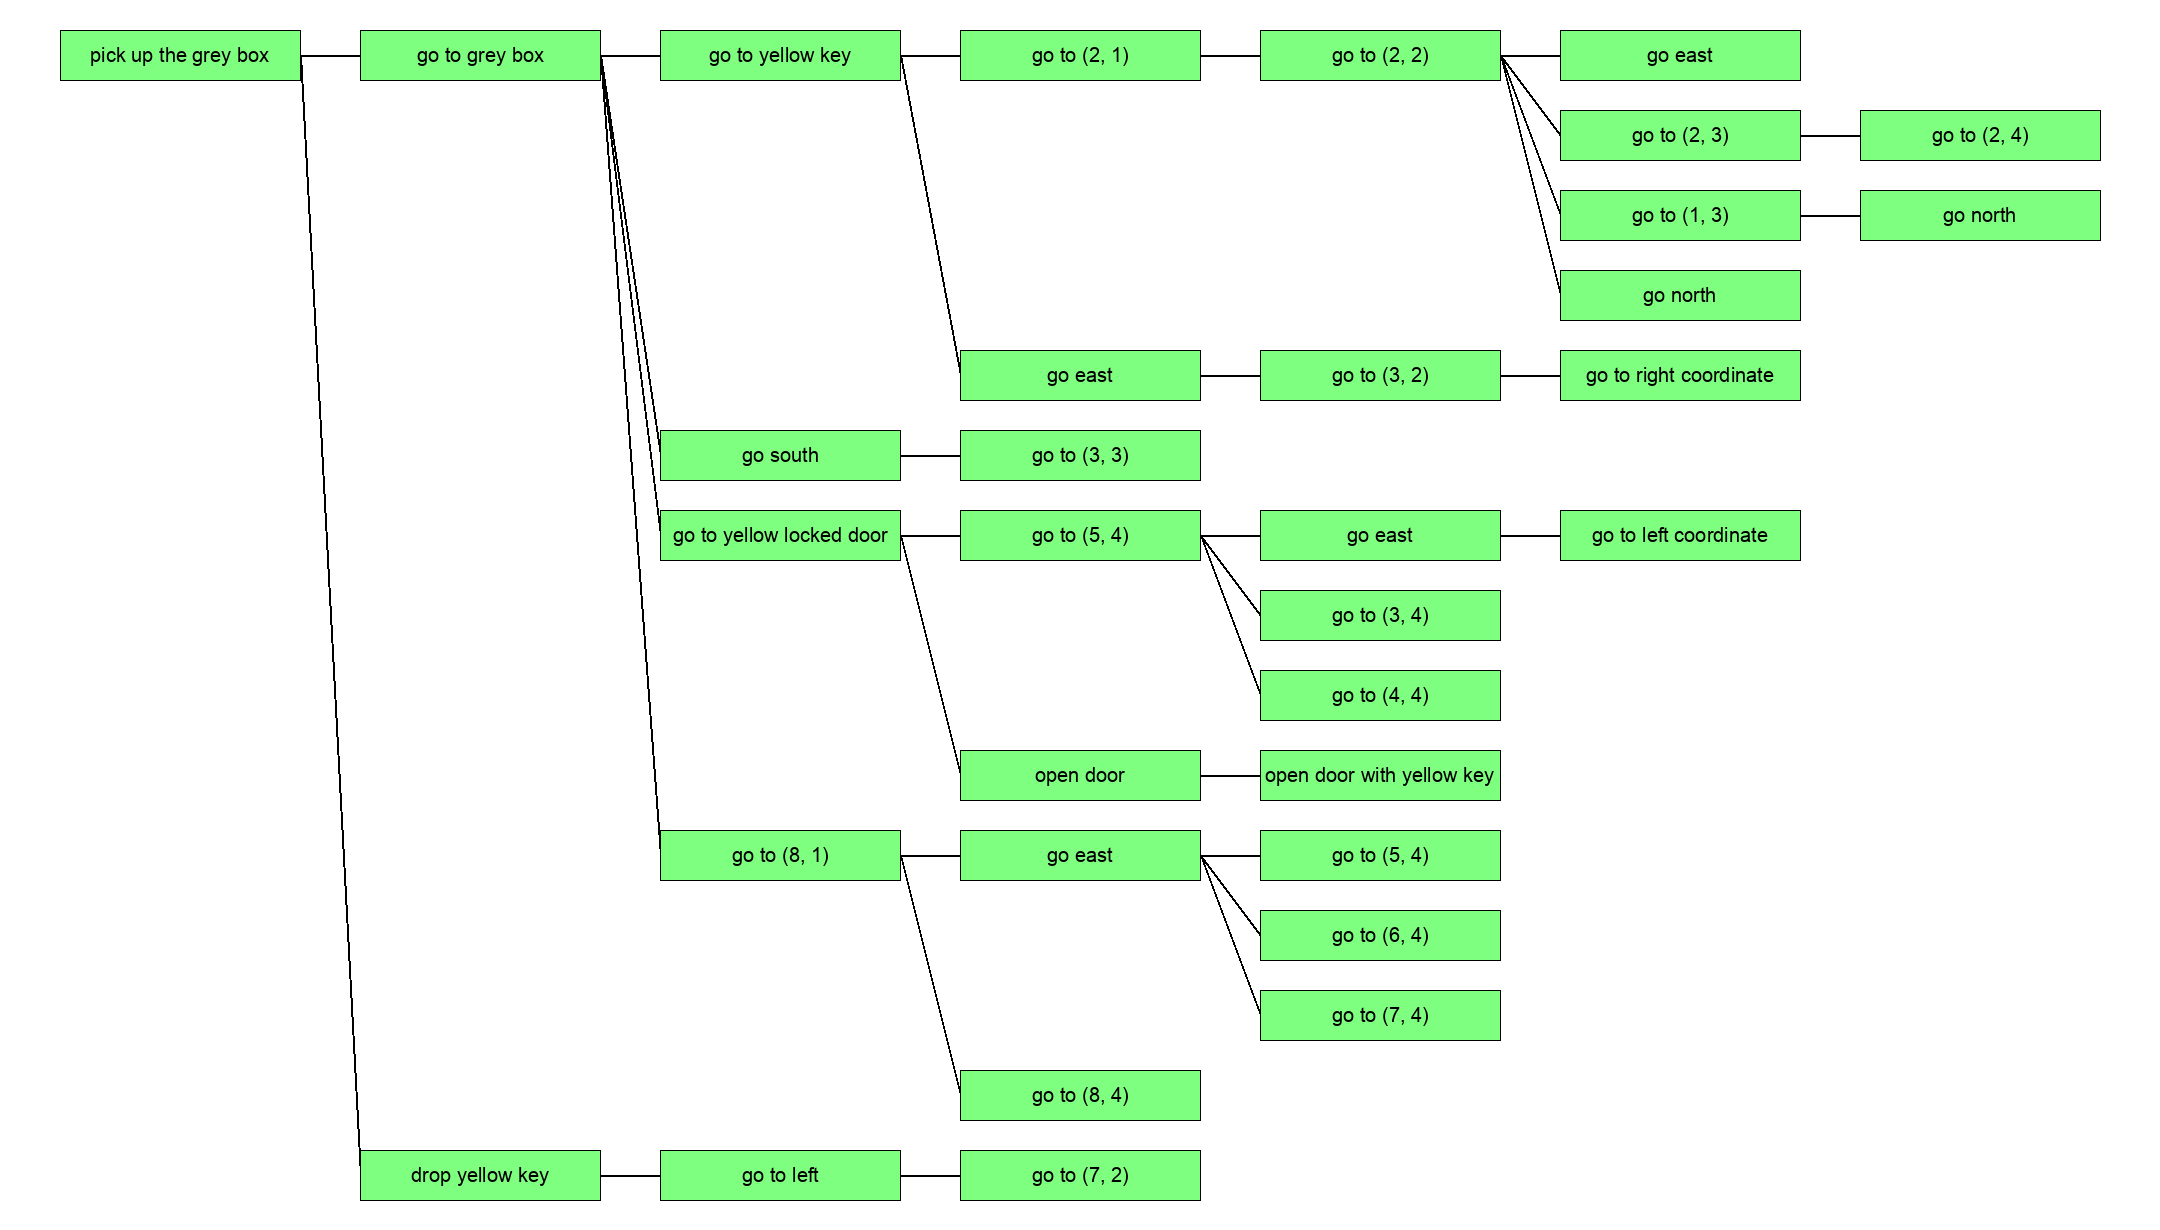 pick up the grey box
go to grey box
go to yellow key
go to (2, 1)
go to (2, 2)
go east
go to (2, 3)
go to (2, 4)
go to (1, 3)
go north
go north
go east
go to (3, 2)
go to right coordinate
go south
go to (3, 3)
go to yellow locked door
go to (5, 4)
go east
go to left coordinate
go to (3, 4)
go to (4, 4)
open door
open door with yellow key
go to (8, 1)
go east
go to (5, 4)
go to (6, 4)
go to (7, 4)
go to (8, 4)
drop yellow key
go to left
go to (7, 2)